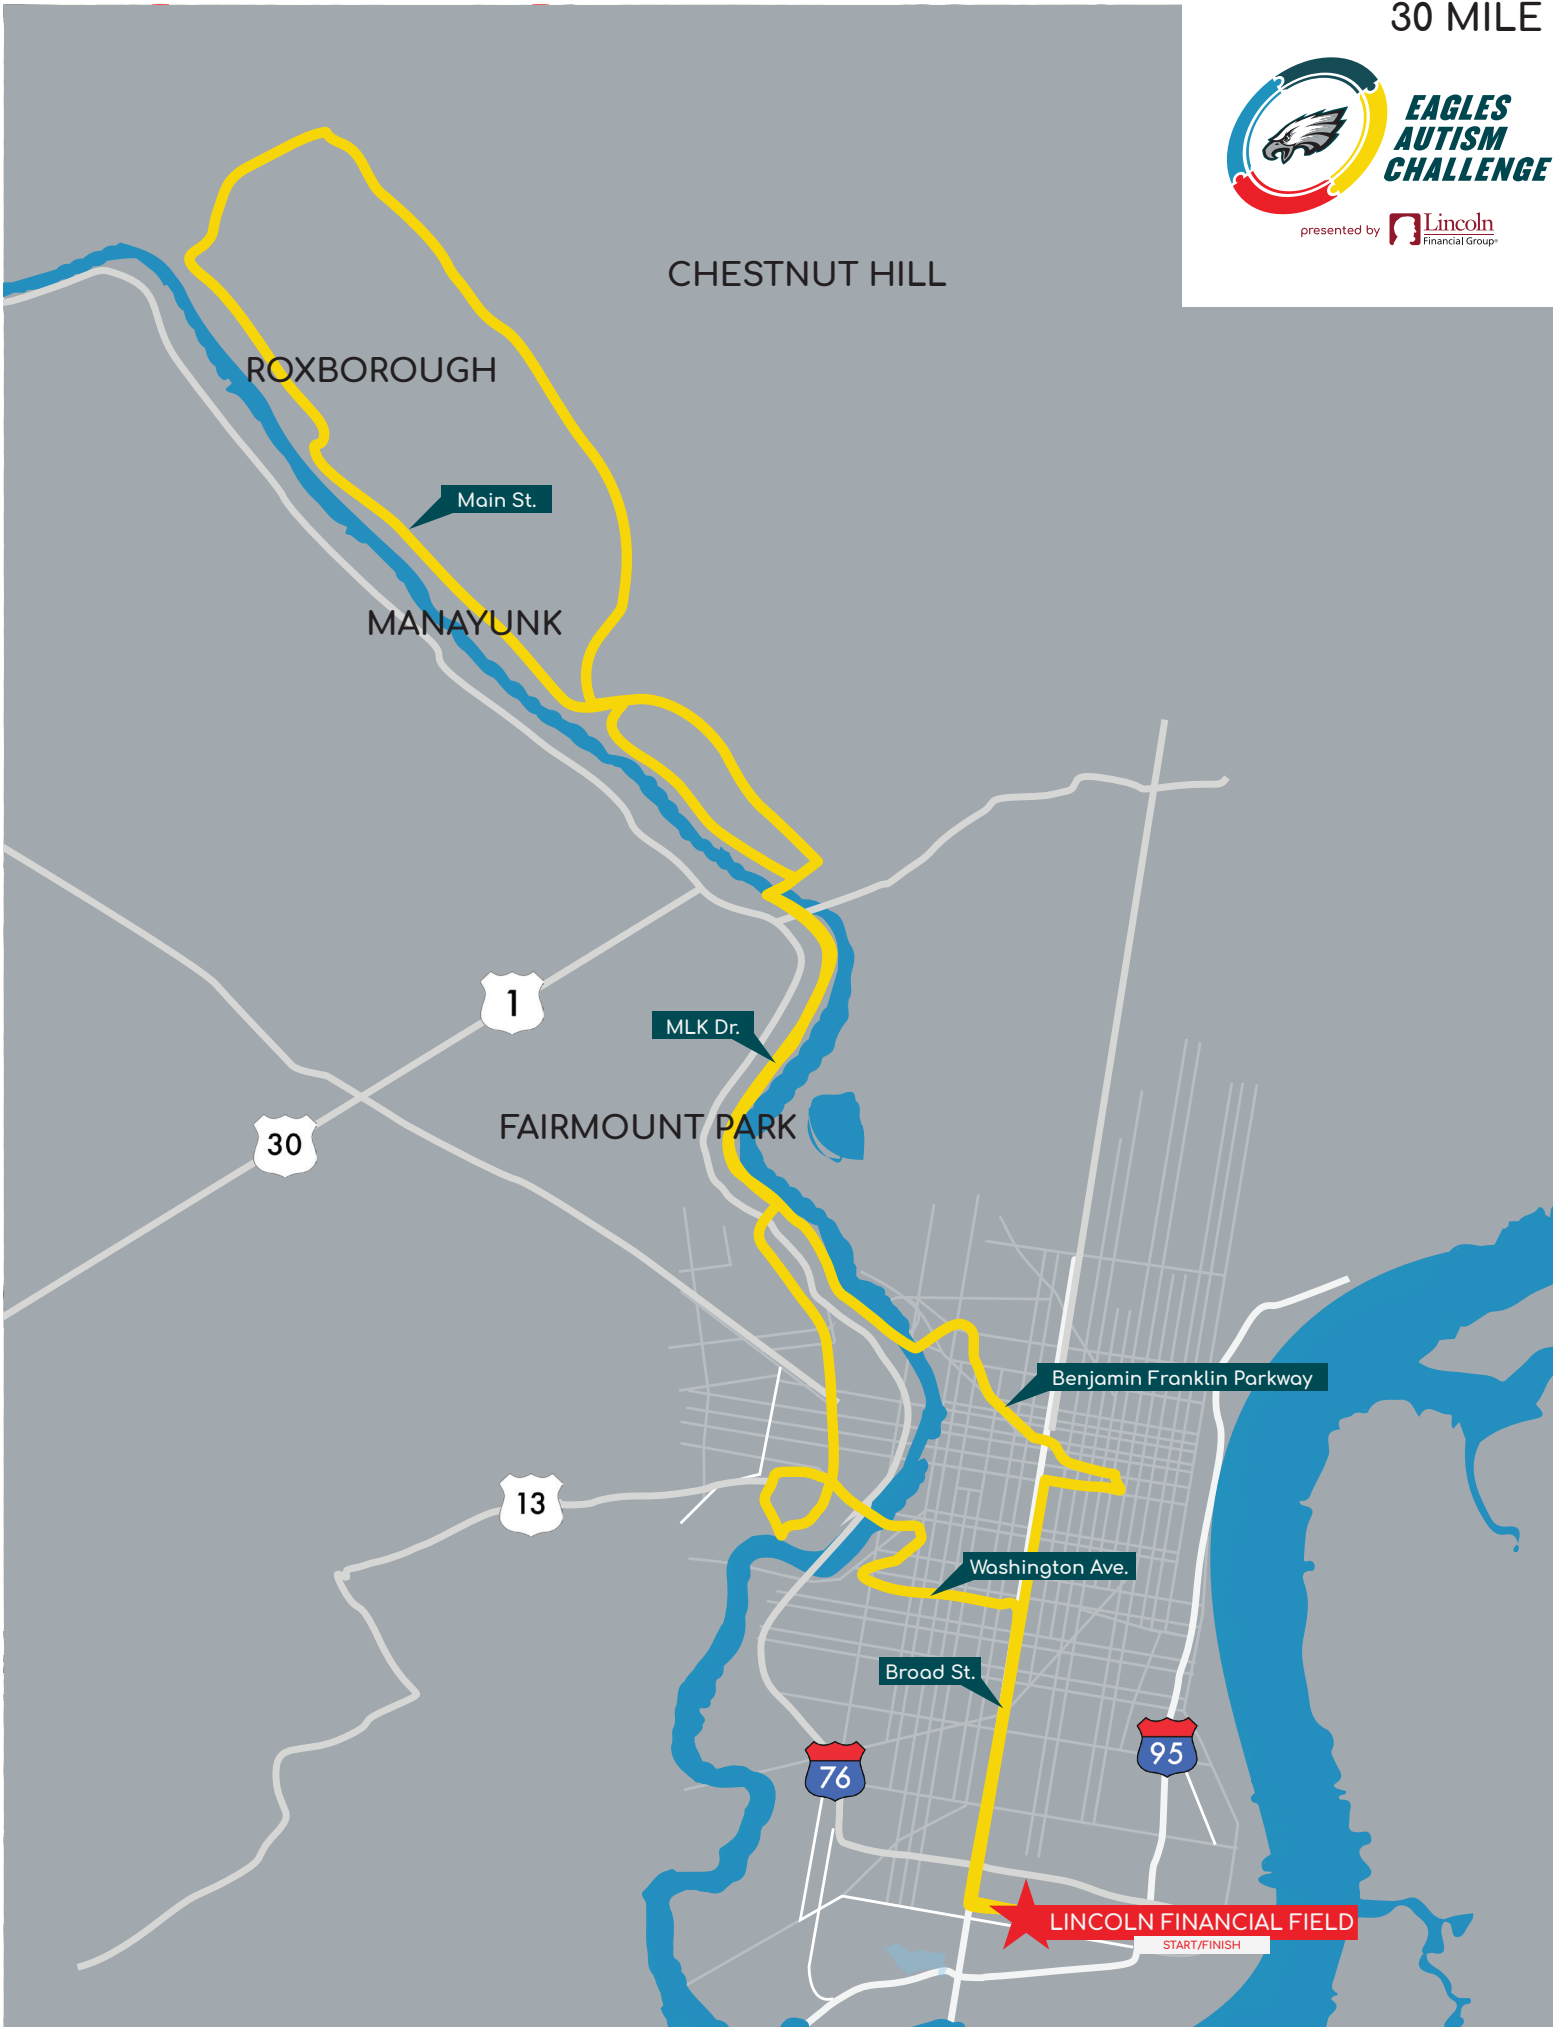 30 MILE
EAGLES
AUTISM
CHALLENGE
presented by
Lincoln
Financial Group®
CHESTNUT HILL
ROXBOROUGH
Main St.
MANAYUNK
1
MLK Dr.
FAIRMOUNT PARK
30
Benjamin Franklin Parkway
13
Washington Ave.
Broad St.
95
76
LINCOLN FINANCIAL FIELD
START/FINISH